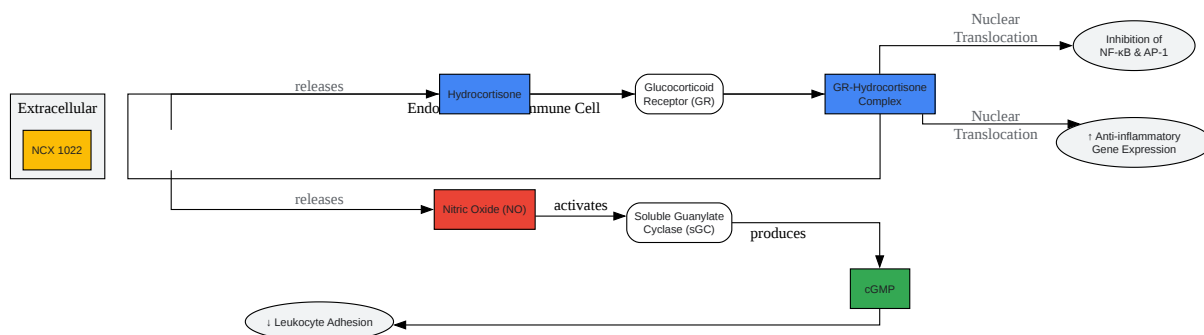 Nuclear
Translocation
Inhibition of
NF-κB & AP-1
releases
Hydrocortisone
Glucocorticoid
Receptor (GR)
GR-Hydrocortisone
Complex
Extracellular
NCX 1022
Endo
mmune Cell
Nuclear
Translocation
↑ Anti-inflammatory
Gene Expression
releases
Nitric Oxide (NO)
activates
Soluble Guanylate
Cyclase (sGC)
produces
cGMP
↓ Leukocyte Adhesion